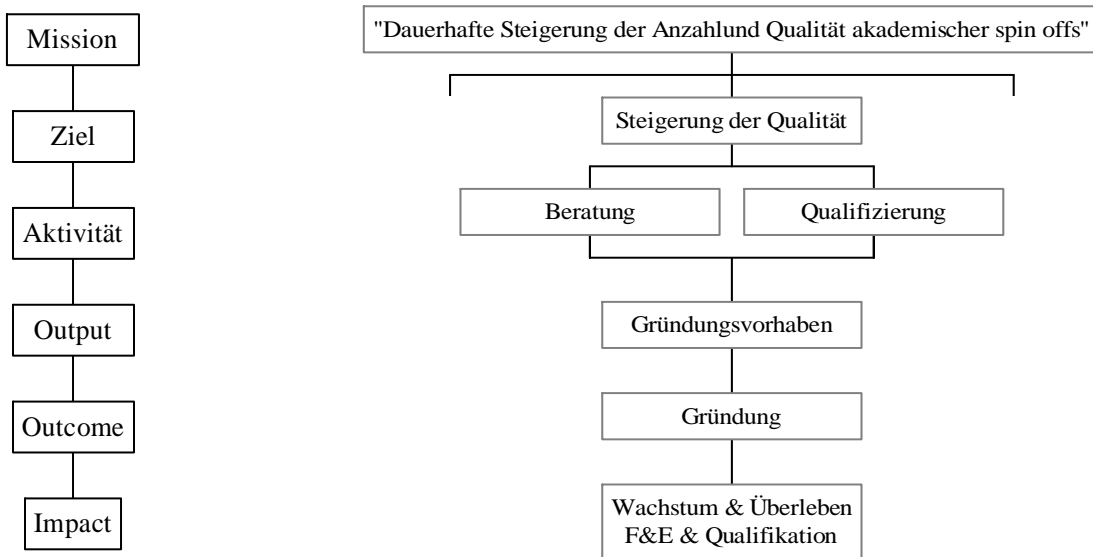 Mission
"Dauerhafte Steigerung der Anzahlund Qualität akademischer spin offs"
Ziel
Steigerung der Qualität
Aktivität
Beratung
Qualifizierung
Output
Gründungsvorhaben
Outcome
Gründung
Impact
Wachstum & Überleben
F&E & Qualifikation